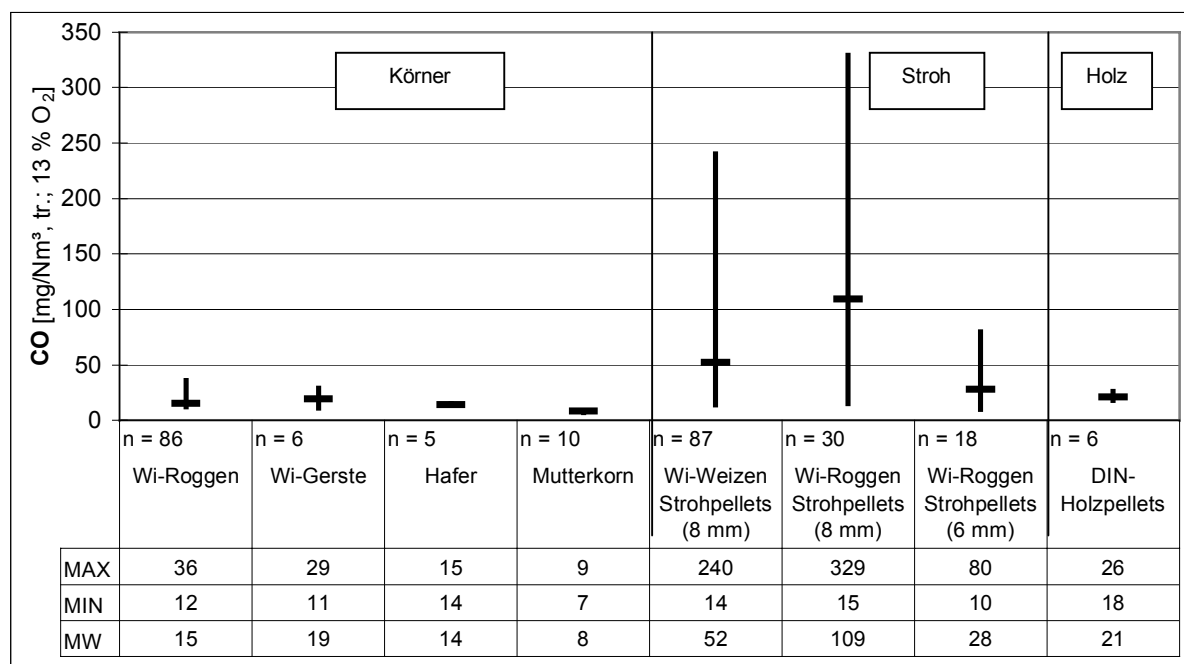 CO [mg/Nm³, tr.; 13 % O₂]
350
300
250
200
150
100
50
0
Körner
Stroh
Holz
n = 86
n = 6
n = 5
n = 10
n = 87
n = 30
n = 18
n = 6
Wi-Roggen
Wi-Gerste
Hafer
Mutterkorn
Wi-Weizen
Strohpellets
(8 mm)
Wi-Roggen
Strohpellets
(8 mm)
Wi-Roggen
Strohpellets
(6 mm)
DIN-
Holzpellets
MAX 36 29 15 9 240 329 80 26
MIN 12 11 14 7 14 15 10 18
MW 15 19 14 8 52 109 28 21